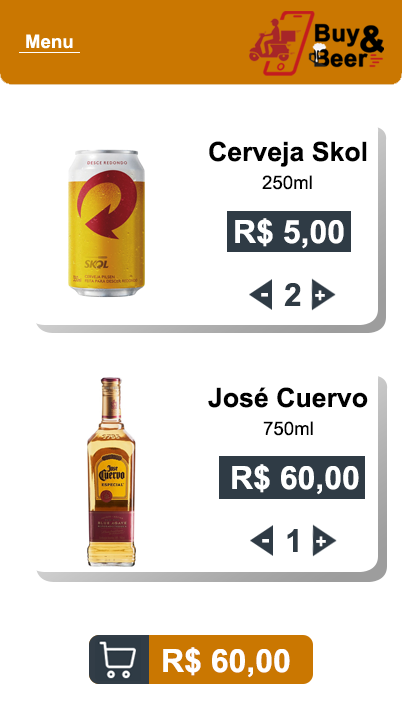 Menu
Buy&
Beer
Cerveja Skol
250ml
R$ 5,00
- 2 +
DESCE REDONDO
SKOL
José Cuervo
750ml
R$ 60,00
- 1 +
Jose
Cuervo
ESPECIAL
R$ 60,00